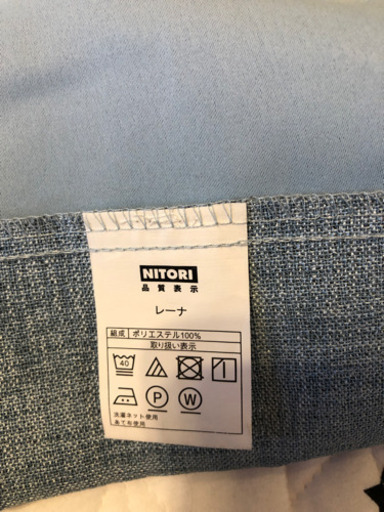 NITORI
品質表示
レーナ
組成 ポリエステル100%
取り扱い表示
40
P W
洗濯ネット使用
あて布使用